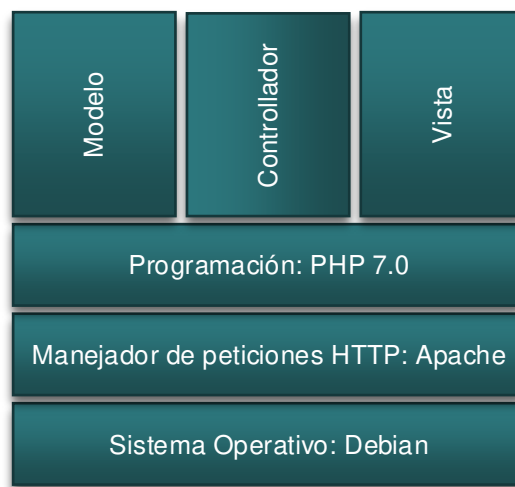 Modelo
Controllador
Vista
Programación: PHP 7.0
Manejador de peticiones HTTP: Apache
Sistema Operativo: Debian